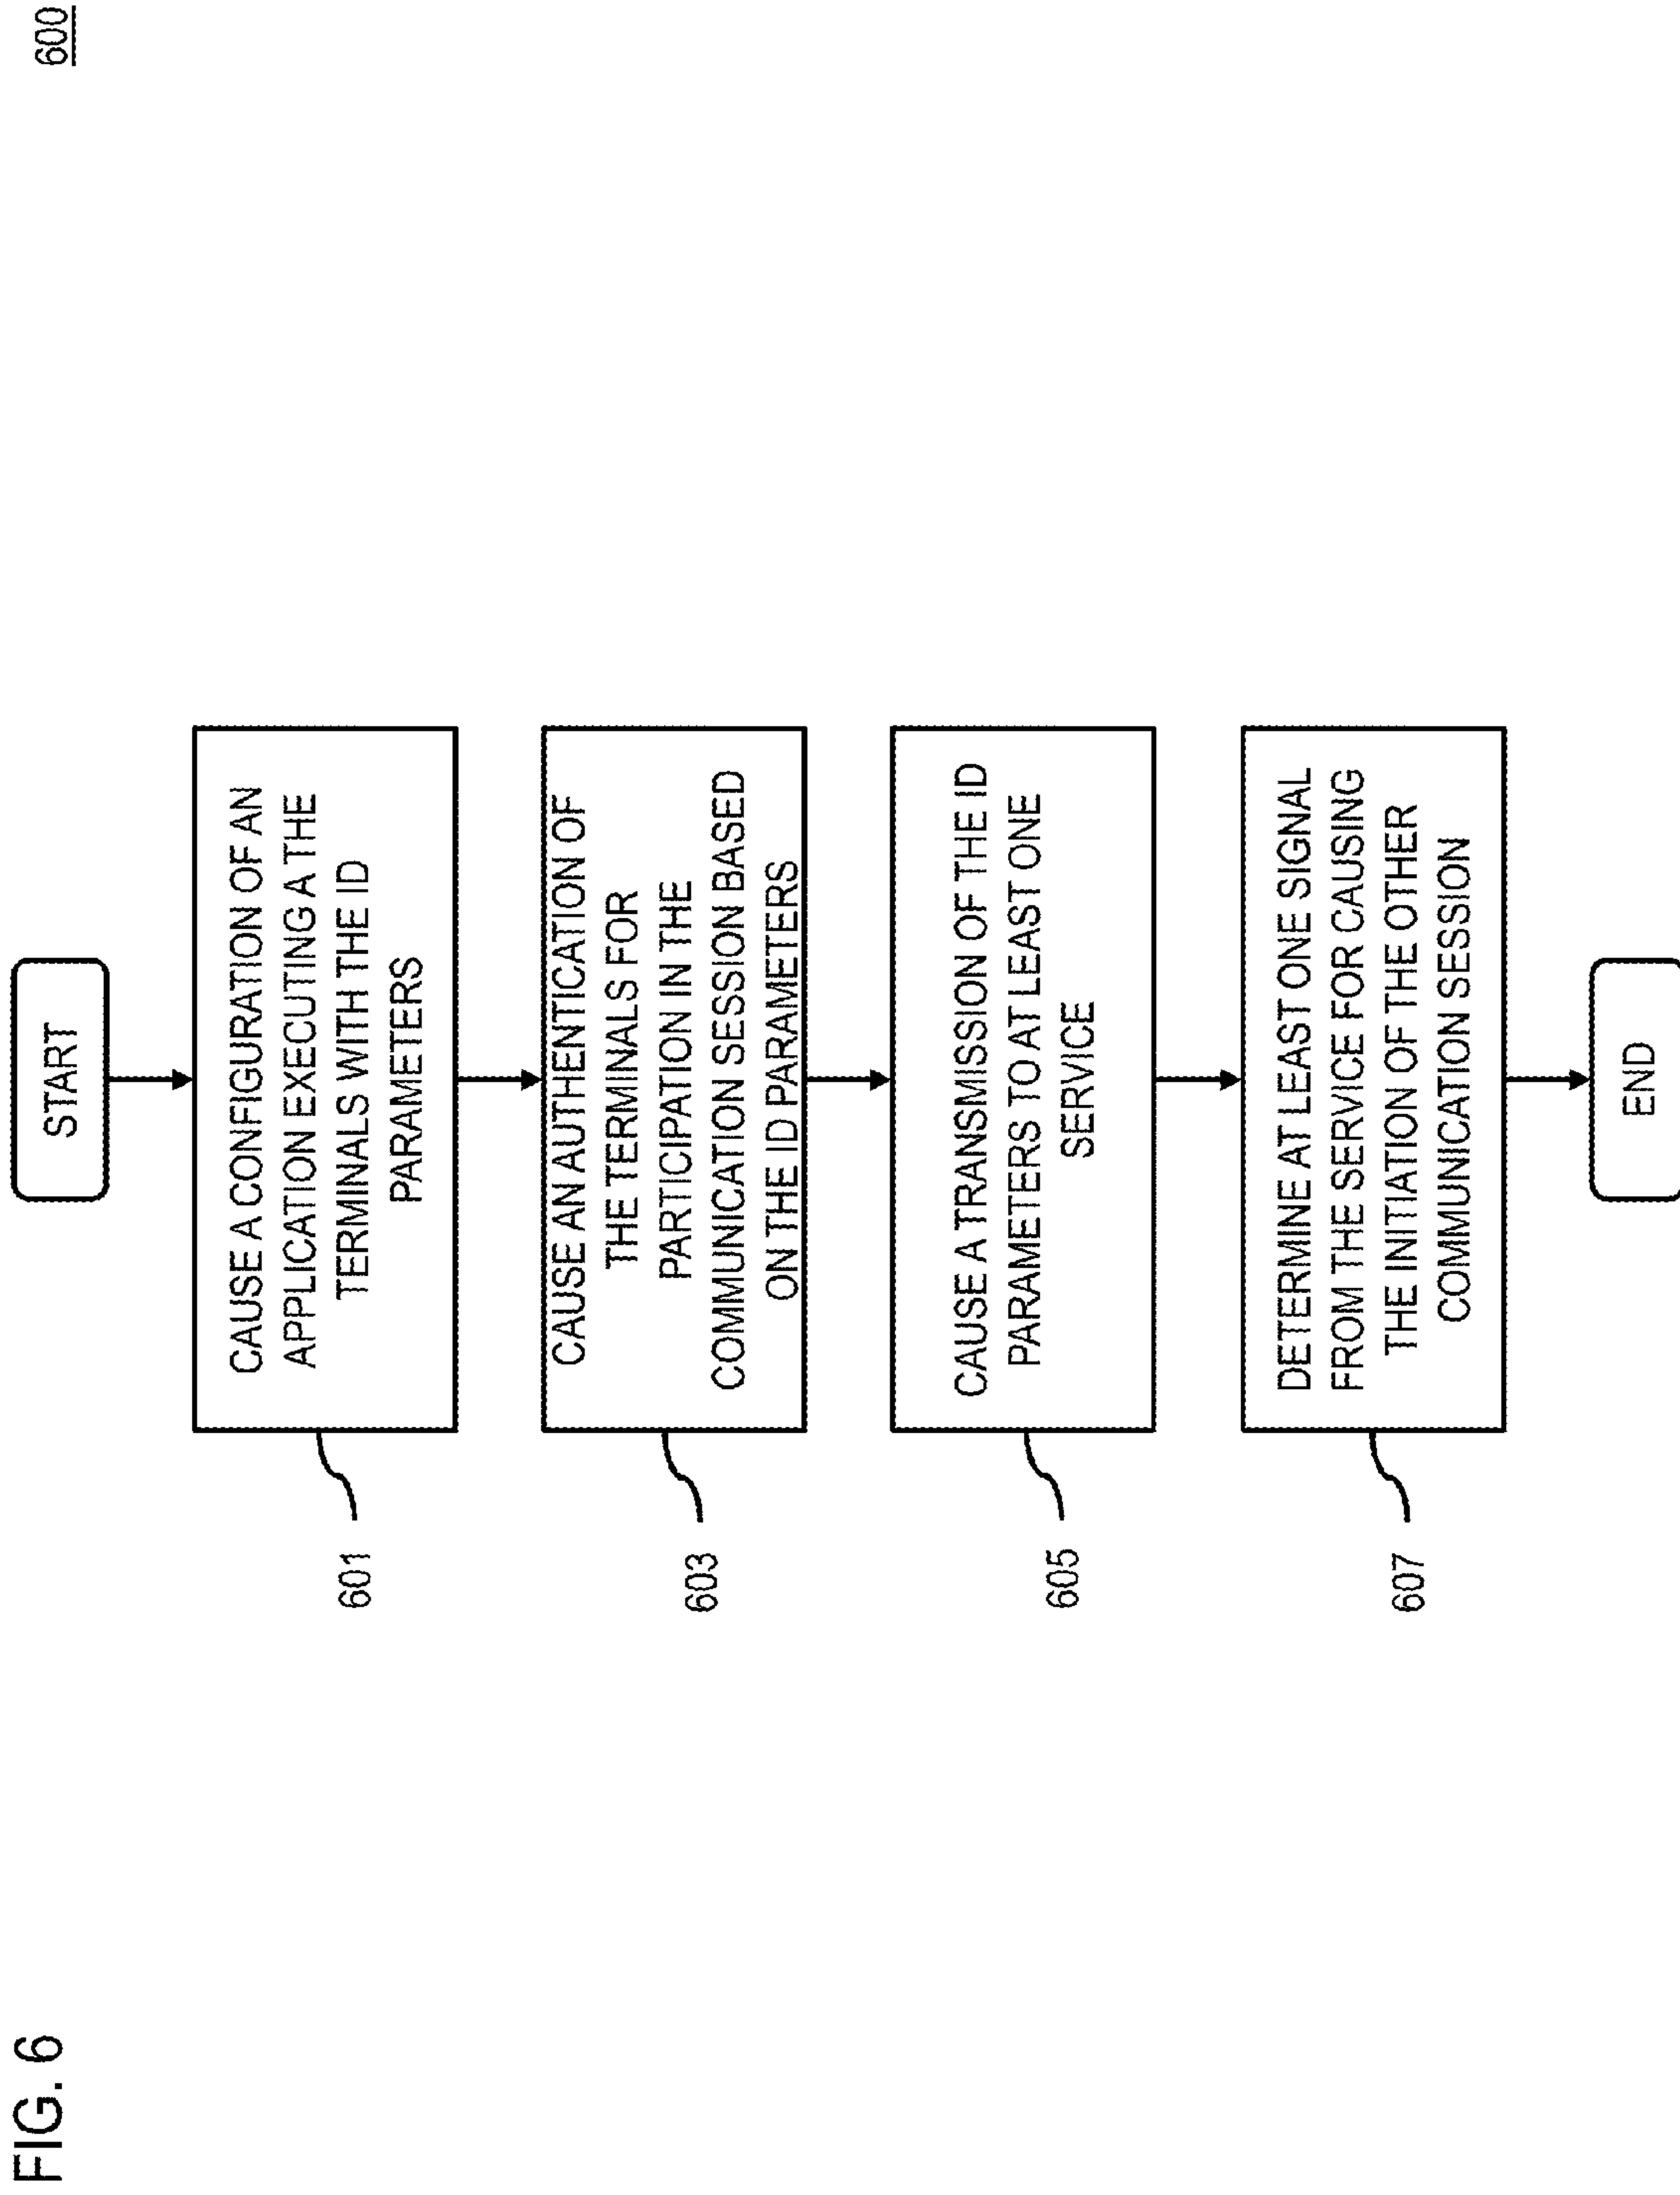 FIG. 6
600
START
CAUSE A CONFIGURATION OF AN
APPLICATION EXECUTING A THE
TERMINALS WITH THE ID
PARAMETERS
601
CAUSE AN AUTHENTICATION OF
THE TERMINALS FOR
PARTICIPATION IN THE
COMMUNICATION SESSION BASED
ON THE ID PARAMETERS
603
CAUSE A TRANSMISSION OF THE ID
PARAMETERS TO AT LEAST ONE
SERVICE
605
DETERMINE AT LEAST ONE SIGNAL
FROM THE SERVICE FOR CAUSING
THE INITIATION OF THE OTHER
COMMUNICATION SESSION
607
END